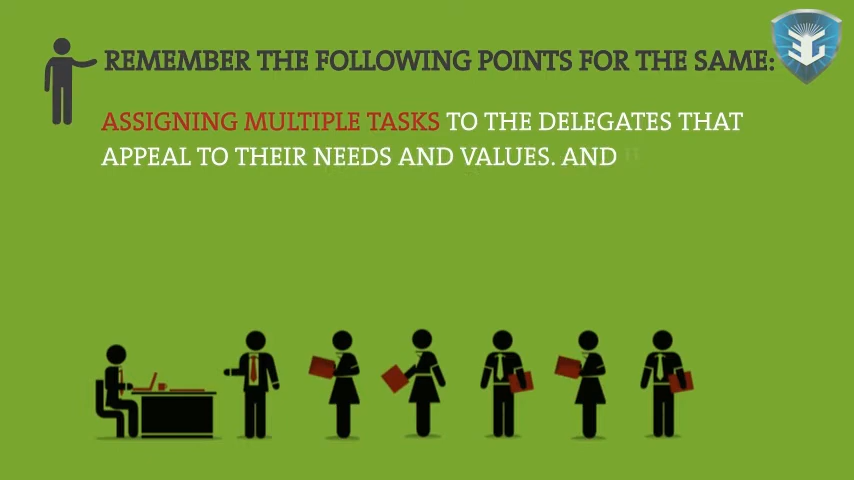 REMEMBER THE FOLLOWING POINTS FOR THE SAME:
ASSIGNING MULTIPLE TASKS TO THE DELEGATES THAT
APPEAL TO THEIR NEEDS AND VALUES. AND